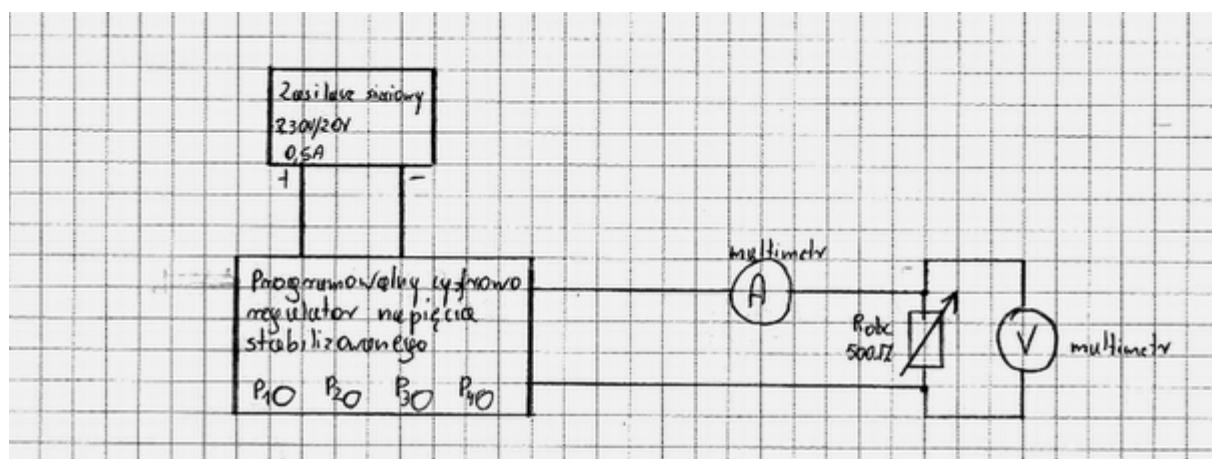 Zasilacz sieciowy
230V/20V
0,5A
+ -
Programowalny cyfrowo
regulator napięcia
stabilizowanego
P1 P2 P3 P4
multimetr
A
Robc
500Ω
V
multimetr